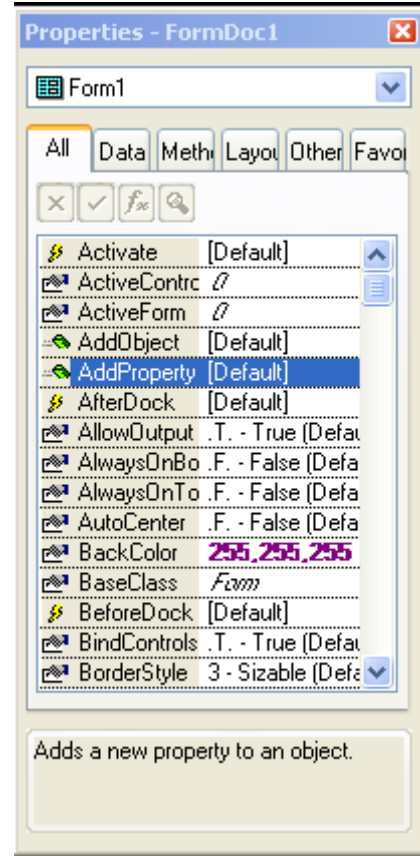 Properties - FormDoc1
Form1
All Data Meth Layou Other Favor
Activate [Default]
ActiveContrc 0
ActiveForm 0
AddObject [Default]
AddProperty [Default]
AfterDock [Default]
AllowOutput .T. - True (Defau
AlwaysOnBo .F. - False (Defa
AlwaysOnTo .F. - False (Defa
AutoCenter .F. - False (Defa
BackColor 255,255,255
BaseClass Form
BeforeDock [Default]
BindControls .T. - True (Defau
BorderStyle 3 - Sizable (Defa
Adds a new property to an object.